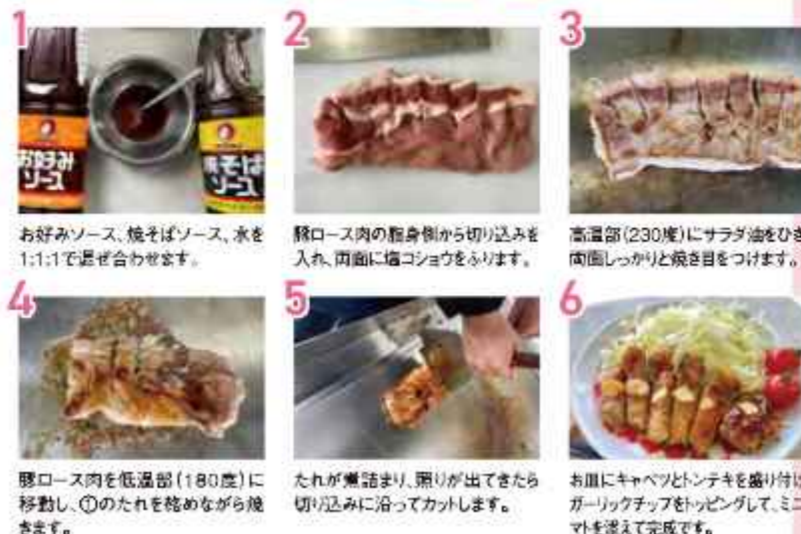 1
お好み
ソース
焼そば
ソース
お好みソース、焼そばソース、水を
1:1:1で混ぜ合わせます。
2
豚ロース肉の脂身側から切り込みを
入れ、両面に塩コショウをふります。
3
高温部(230度)にサラダ油をひき
両面しっかりと焼き目をつけます。
4
豚ロース肉を低温部(180度)に
移動し、①のたれを絡めながら焼
きます。
5
たれが煮詰まり、照りが出てきたら
切り込みに沿ってカットします。
6
お皿にキャベツとトンテキを盛り付け
ガーリックチップをトッピングして、ミニ
マトを添えて完成です。